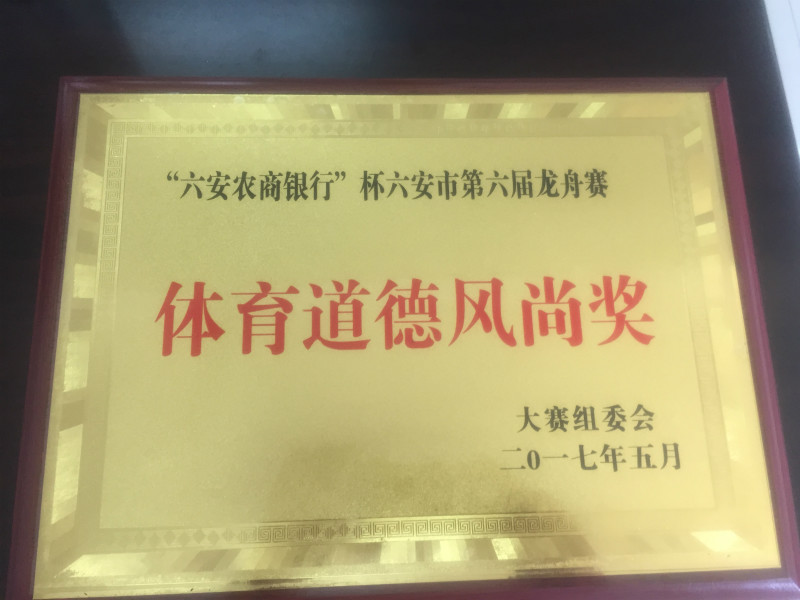 “六安农商银行”杯六安市第六届龙舟赛
体育道德风尚奖
大赛组委会
二0一七年五月